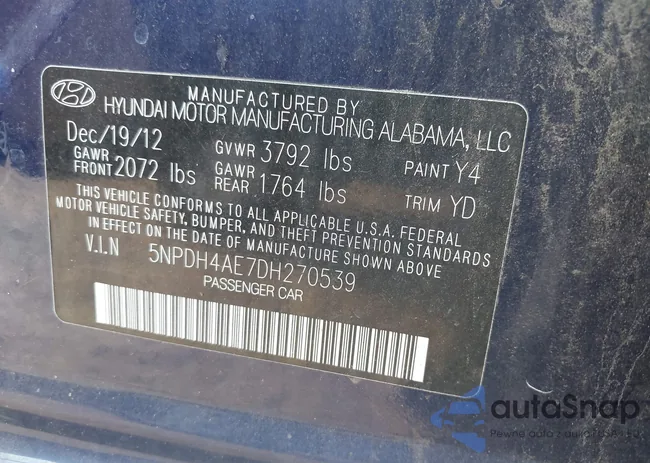 MANUFACTURED BY
HYUNDAI MOTOR MANUFACTURING ALABAMA, LLC
Dec/19/12 GVWR 3792 lbs PAINT Y4
GAWR FRONT 2072 lbs GAWR REAR 1764 lbs TRIM YD
THIS VEHICLE CONFORMS TO ALL APPLICABLE U.S.A. FEDERAL
MOTOR VEHICLE SAFETY, BUMPER, AND THEFT STANDARDS
IN EFFECT ON THE DATE OF MANUFACTURE SHOWN ABOVE
V.I.N 5NPDH4AE7DH270539
PASSENGER CAR
autoSnap
Pewne auta z